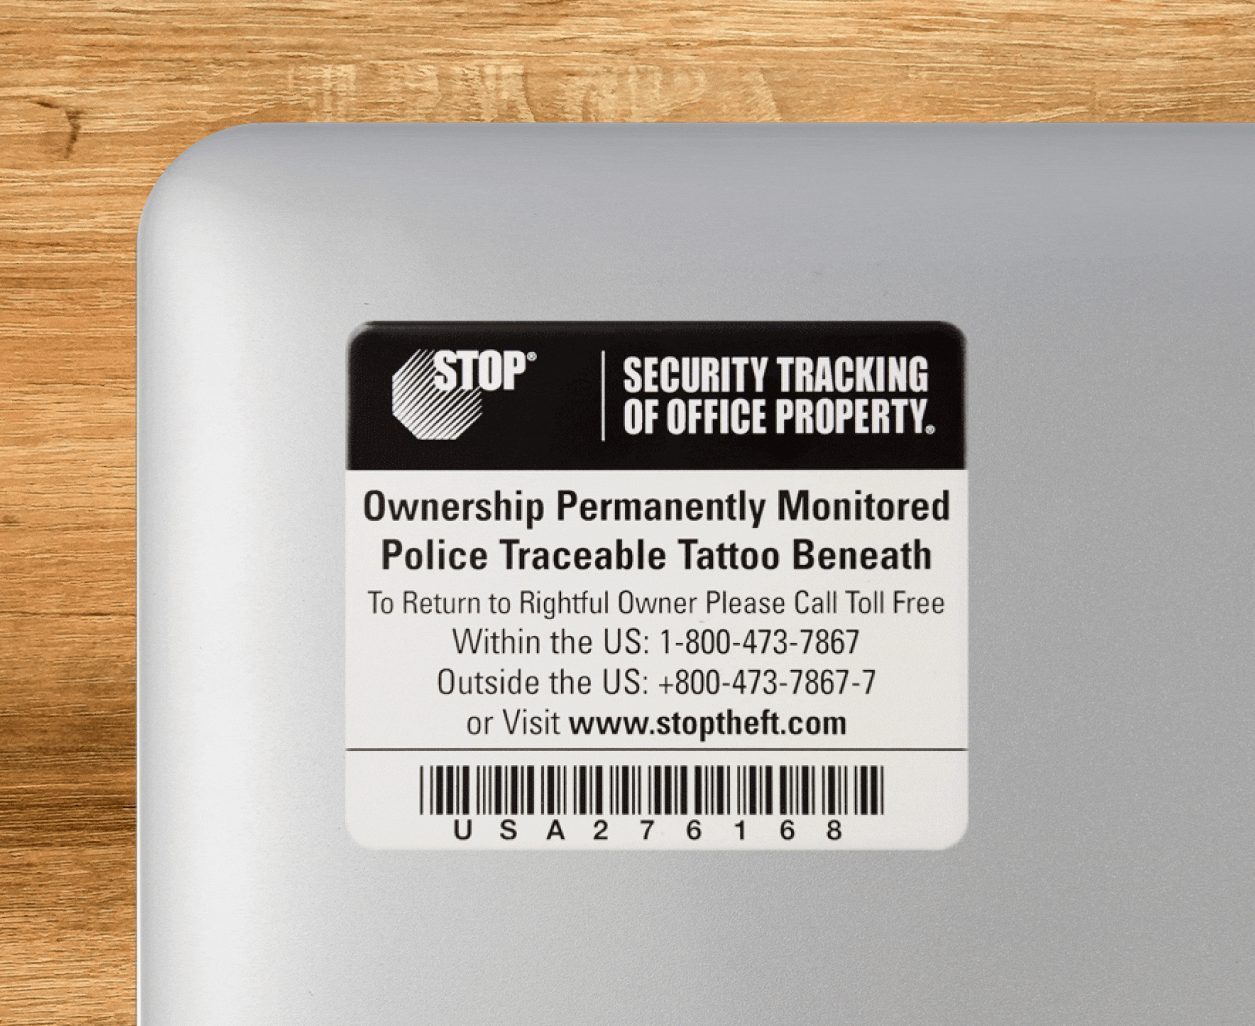 STOP®
SECURITY TRACKING
OF OFFICE PROPERTY®
Ownership Permanently Monitored
Police Traceable Tattoo Beneath
To Return to Rightful Owner Please Call Toll Free
Within the US: 1-800-473-7867
Outside the US: +800-473-7867-7
or Visit www.stoptheft.com
USA276168